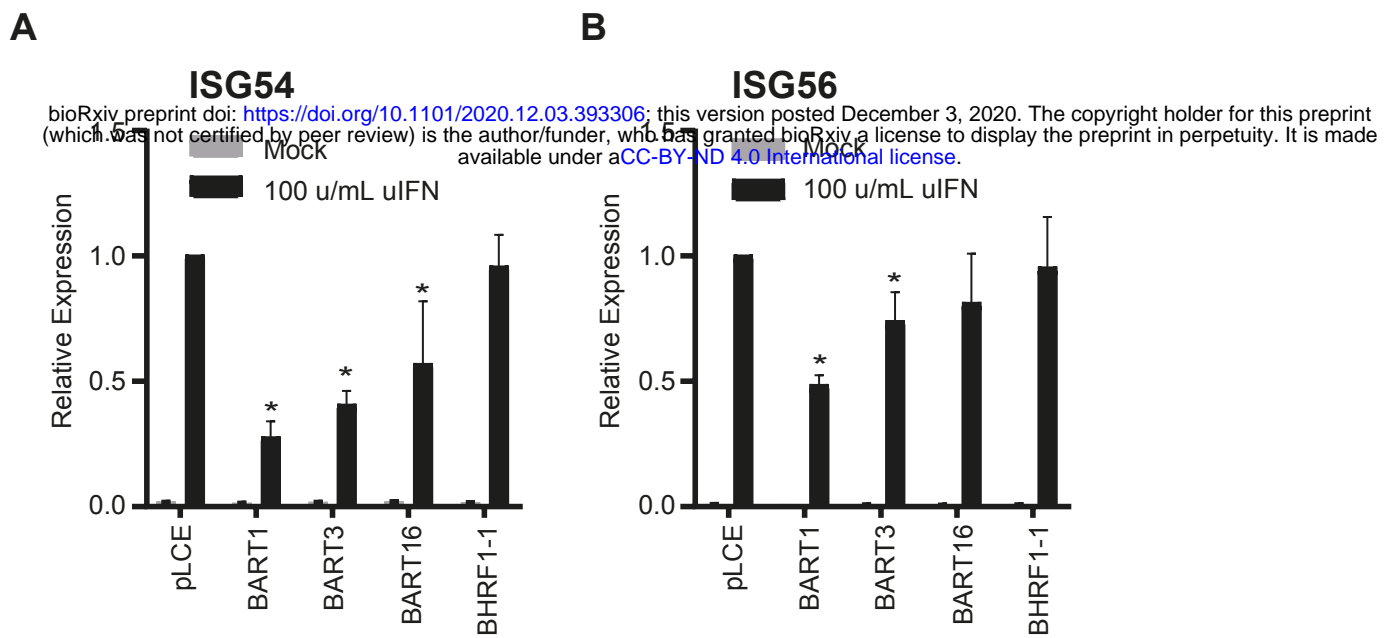 A
B
ISG54
ISG56
bioRxiv preprint doi: https://doi.org/10.1101/2020.12.03.393306; this version posted December 3, 2020. The copyright holder for this preprint
(which was not certified by peer review) is the author/funder, who has granted bioRxiv a license to display the preprint in perpetuity. It is made
available under aCC-BY-ND 4.0 International license.
1.5
Mock
100 u/mL uIFN
Relative Expression
1.0
*
*
*
0.5
0.0
pLCE
BART1
BART3
BART16
BHRF1-1
1.5
Mock
100 u/mL uIFN
Relative Expression
1.0
*
*
0.5
0.0
pLCE
BART1
BART3
BART16
BHRF1-1